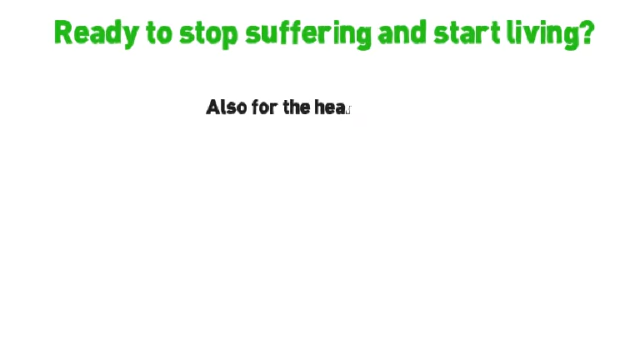 Ready to stop suffering and start living?
Also for the hea